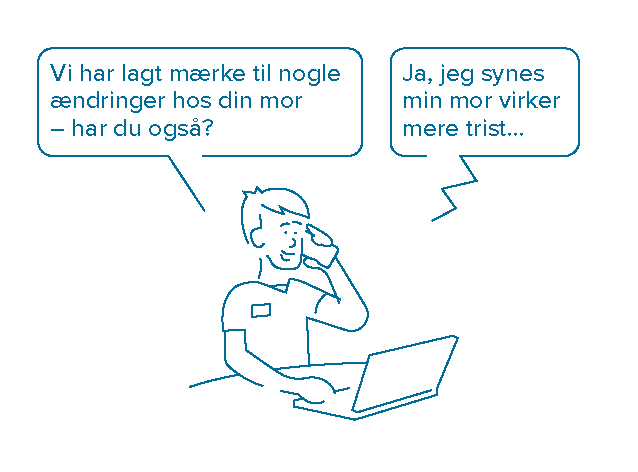 Vi har lagt mærke til nogle
ændringer hos din mor
– har du også?
Ja, jeg synes
min mor virker
mere trist...